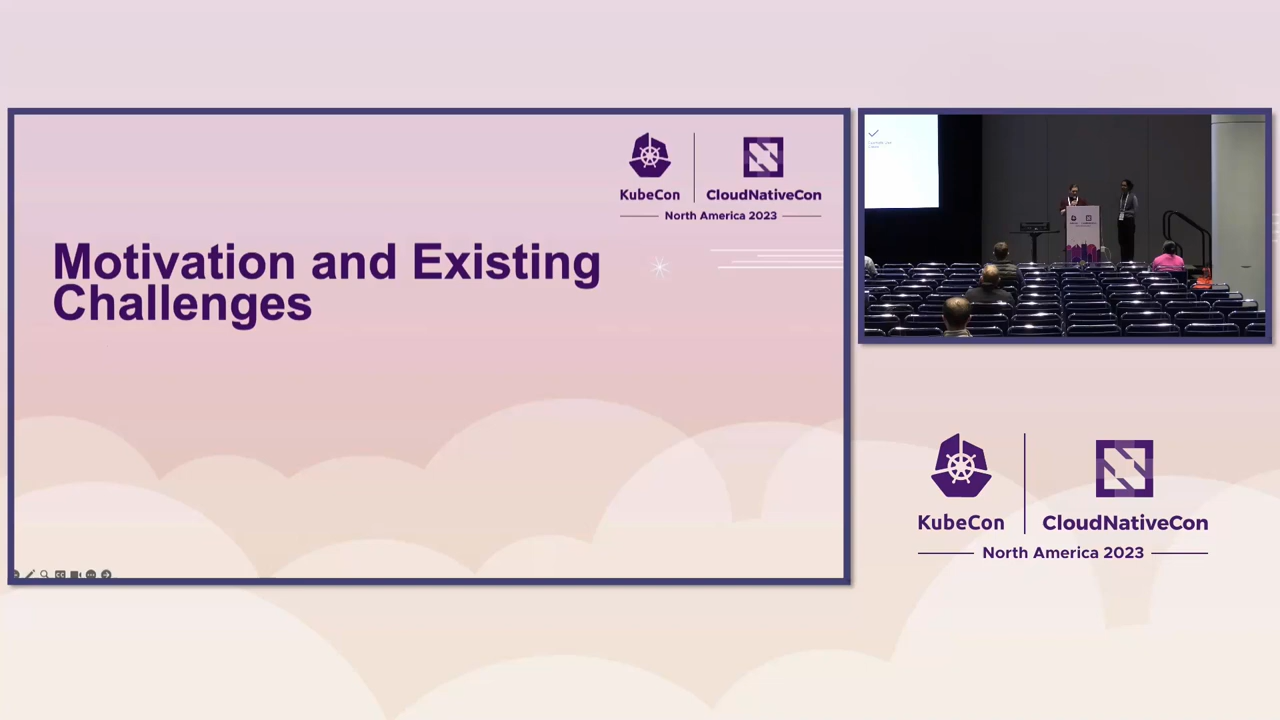 KubeCon
CloudNativeCon
North America 2023
Motivation and Existing
Challenges
KubeCon
CloudNativeCon
North America 2023